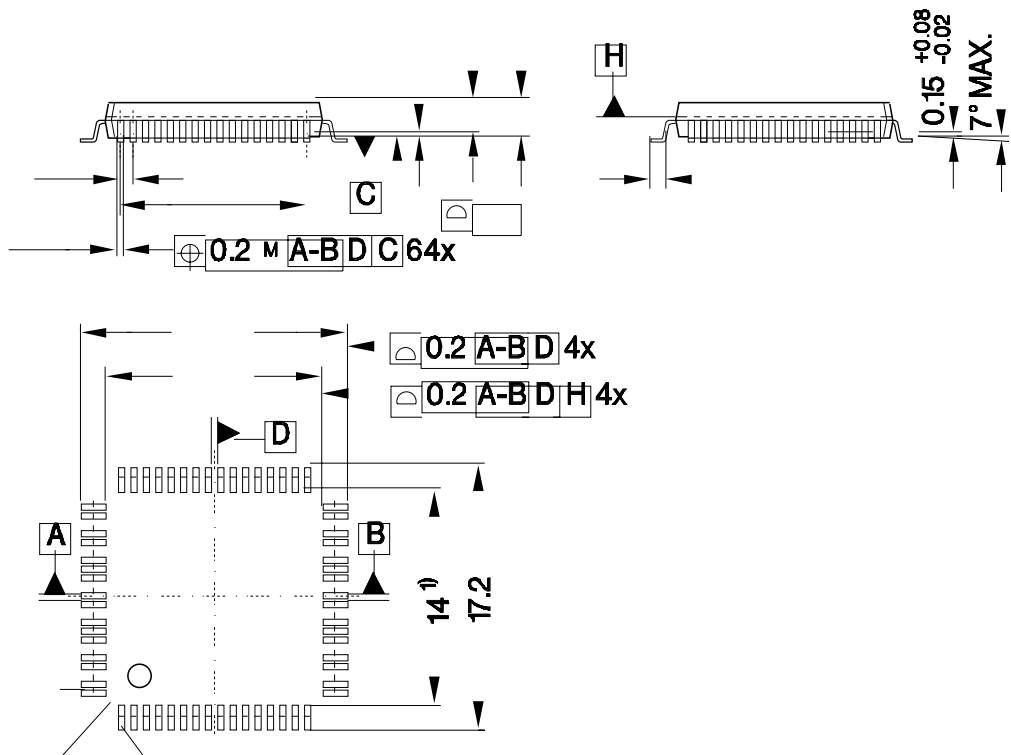 H
0.15 +0.08 -0.02
7° MAX.
C
0.2 M A-B D C 64x
0.2 A-B D 4x
0.2 A-B D H 4x
D
A
B
14 1)
17.2